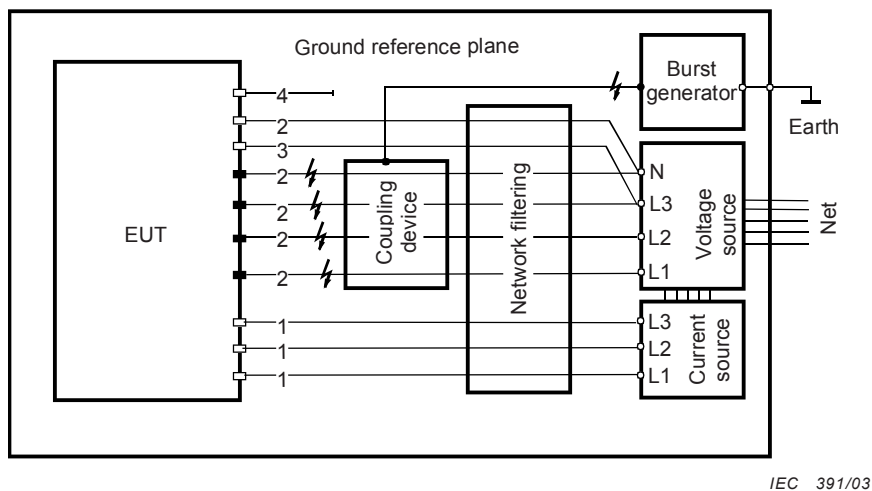 Ground reference plane
Burst
generator
Earth
EUT
4
2
3
2
2
2
2
1
1
1
Coupling
device
Network filtering
N
L3
L2
L1
Voltage
source
Net
L3
L2
L1
Current
source
IEC 391/03